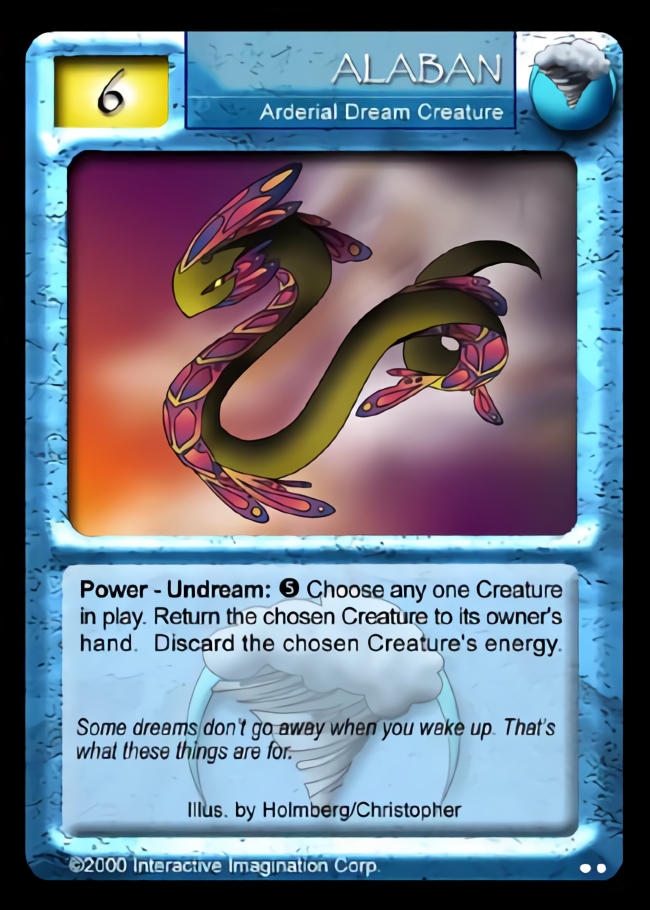 6
ALABAN
Arderial Dream Creature
Power - Undream: ❺ Choose any one Creature
in play. Return the chosen Creature to its owner's
hand. Discard the chosen Creature's energy.
Some dreams don't go away when you wake up. That's
what these things are for.
Illus. by Holmberg/Christopher
©2000 Interactive Imagination Corp.